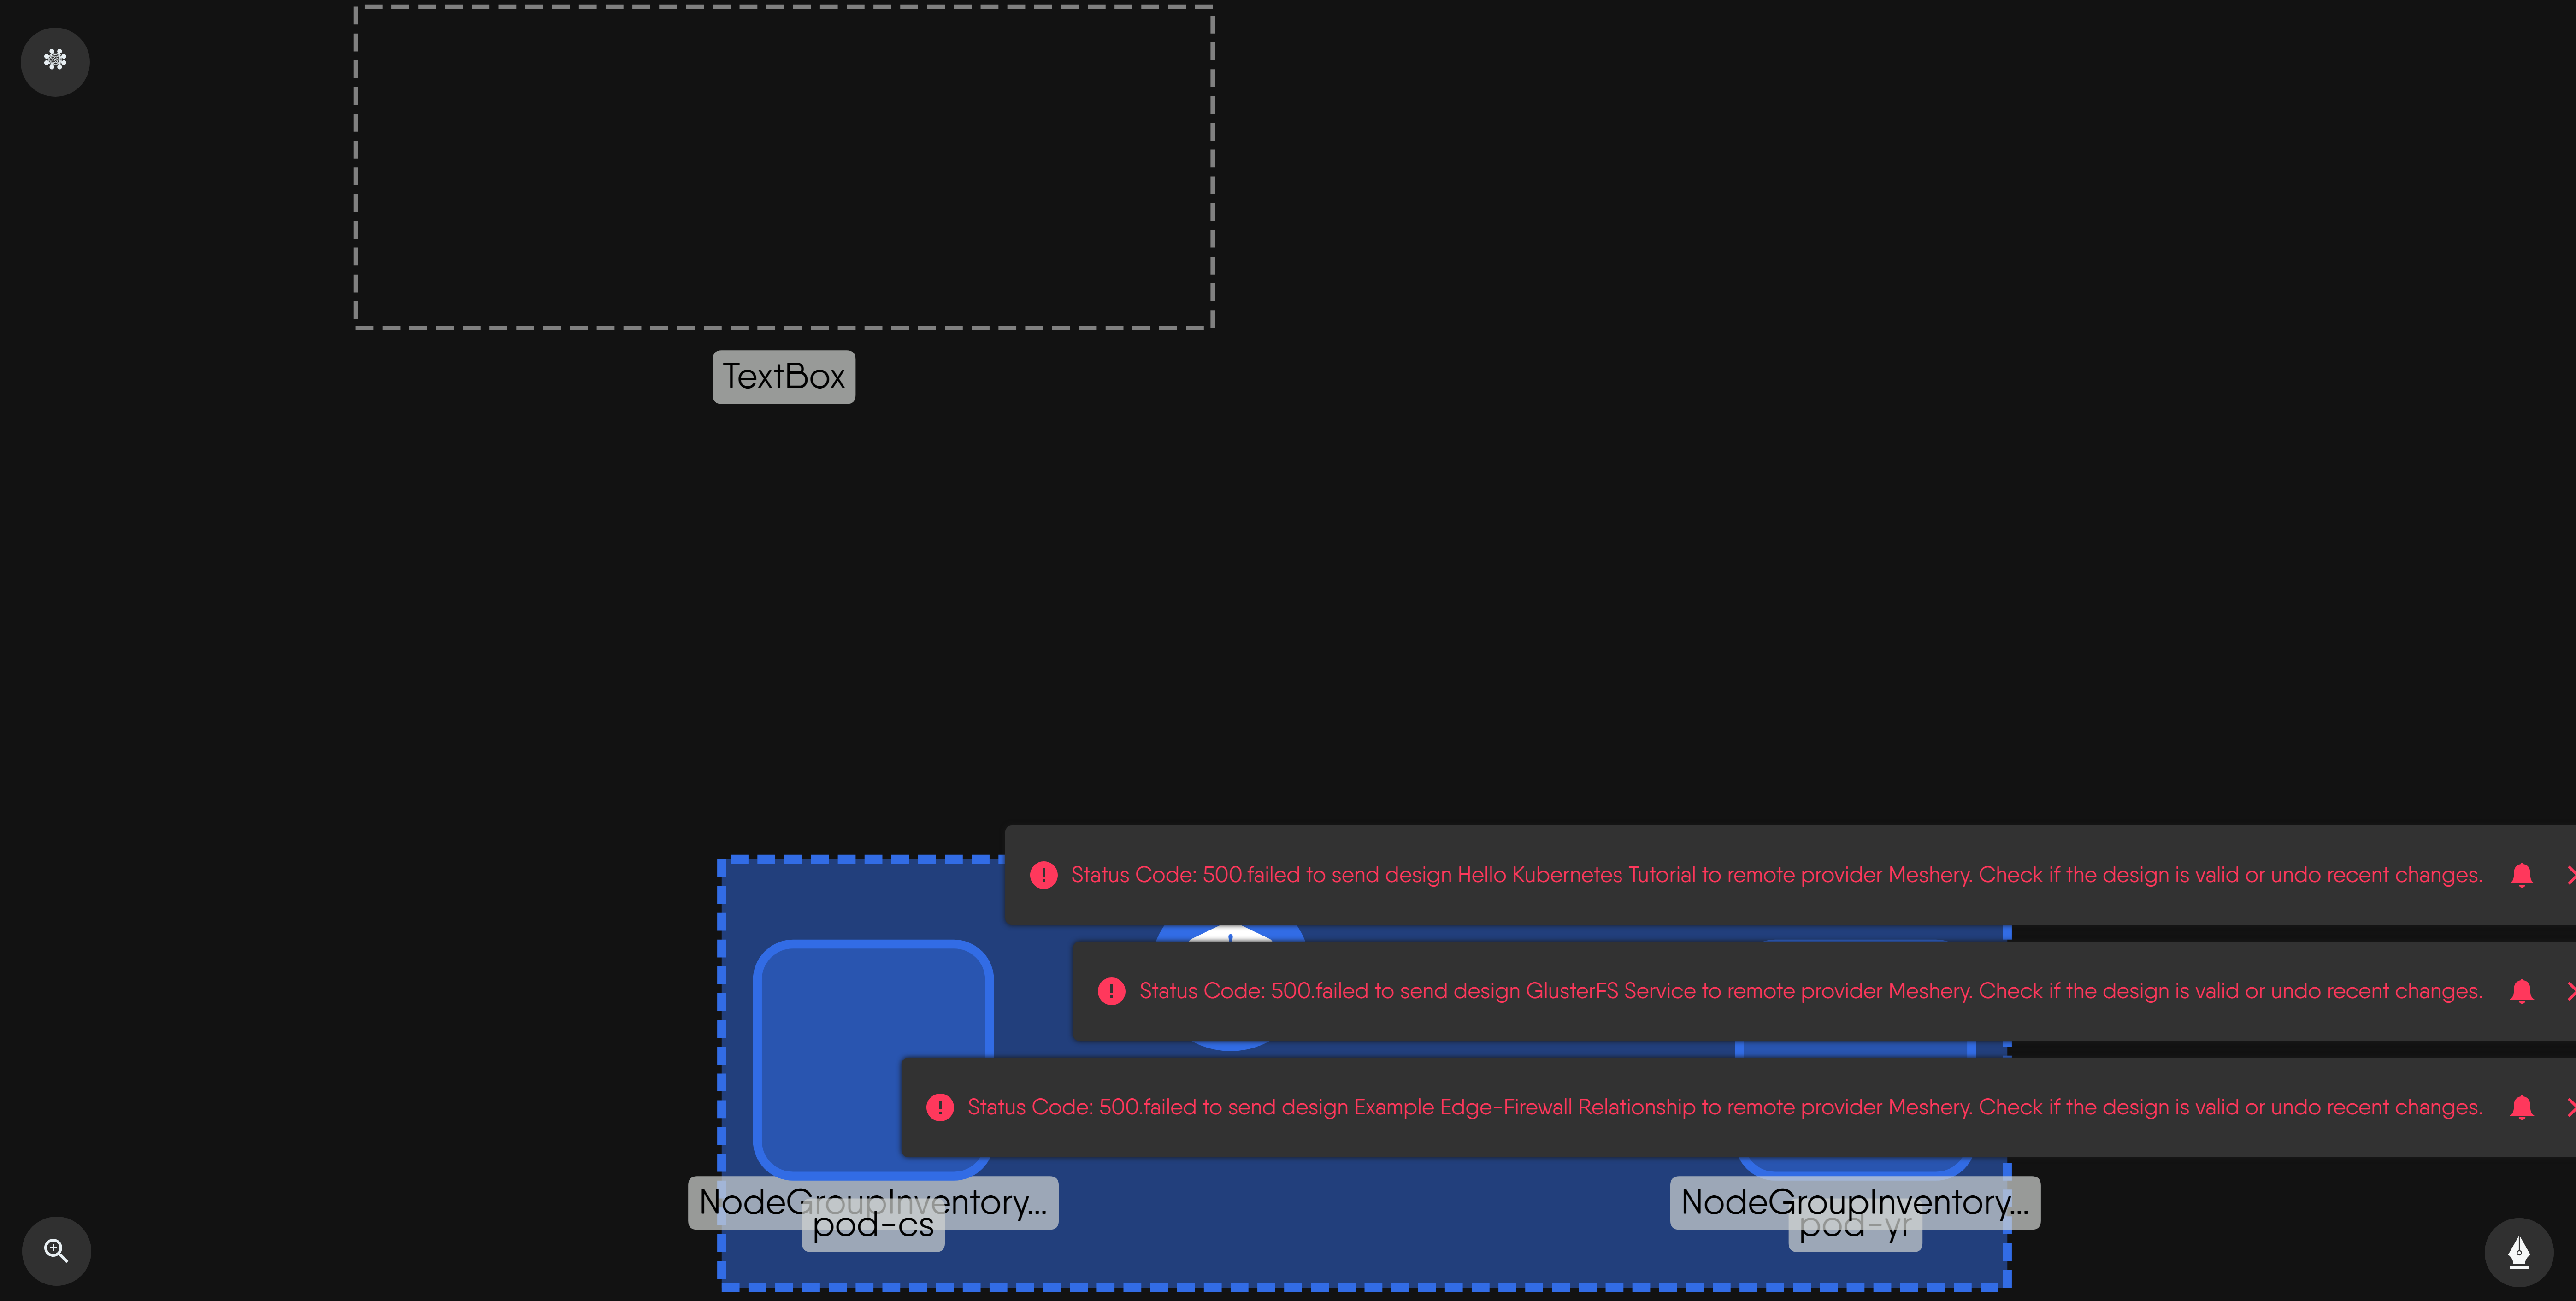 TextBox
Status Code: 500.failed to send design Hello Kubernetes Tutorial to remote provider Meshery. Check if the design is valid or undo recent changes.
Status Code: 500.failed to send design GlusterFS Service to remote provider Meshery. Check if the design is valid or undo recent changes.
Status Code: 500.failed to send design Example Edge-Firewall Relationship to remote provider Meshery. Check if the design is valid or undo recent changes.
NodeGroupInventory... NodeGroupInventory...
pod-cs pod-yr